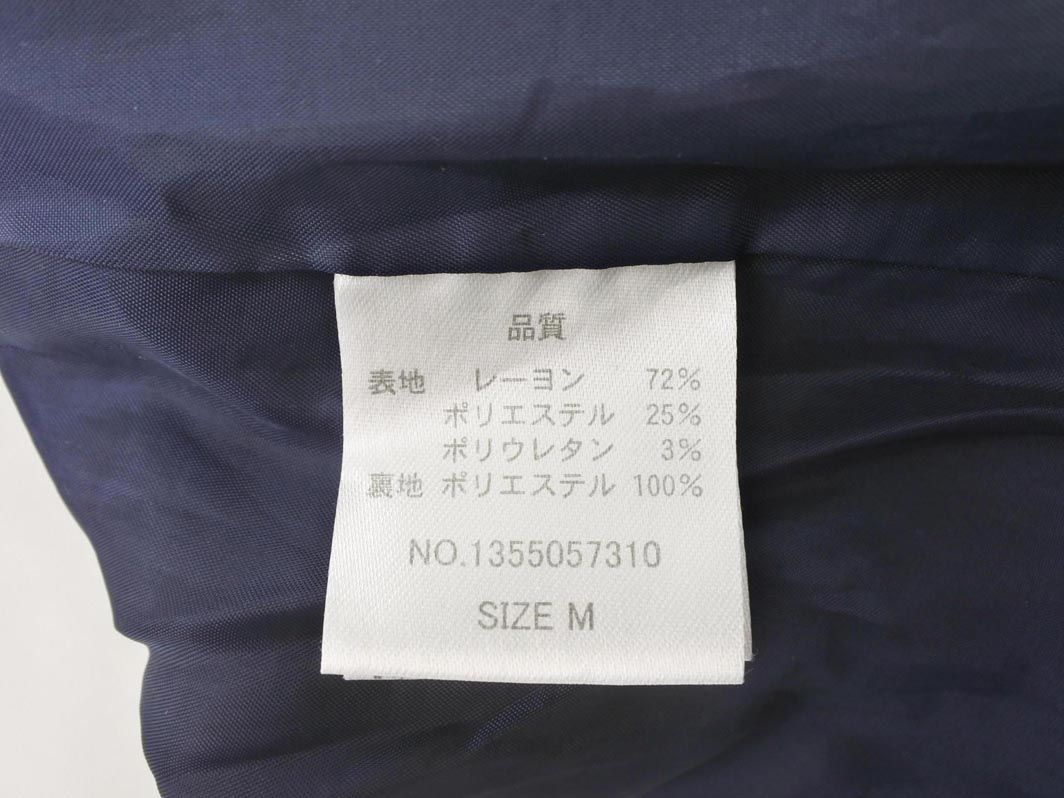 品質
表地 レーヨン 72%
ポリエステル 25%
ポリウレタン 3%
裏地 ポリエステル 100%
NO.1355057310
SIZE M